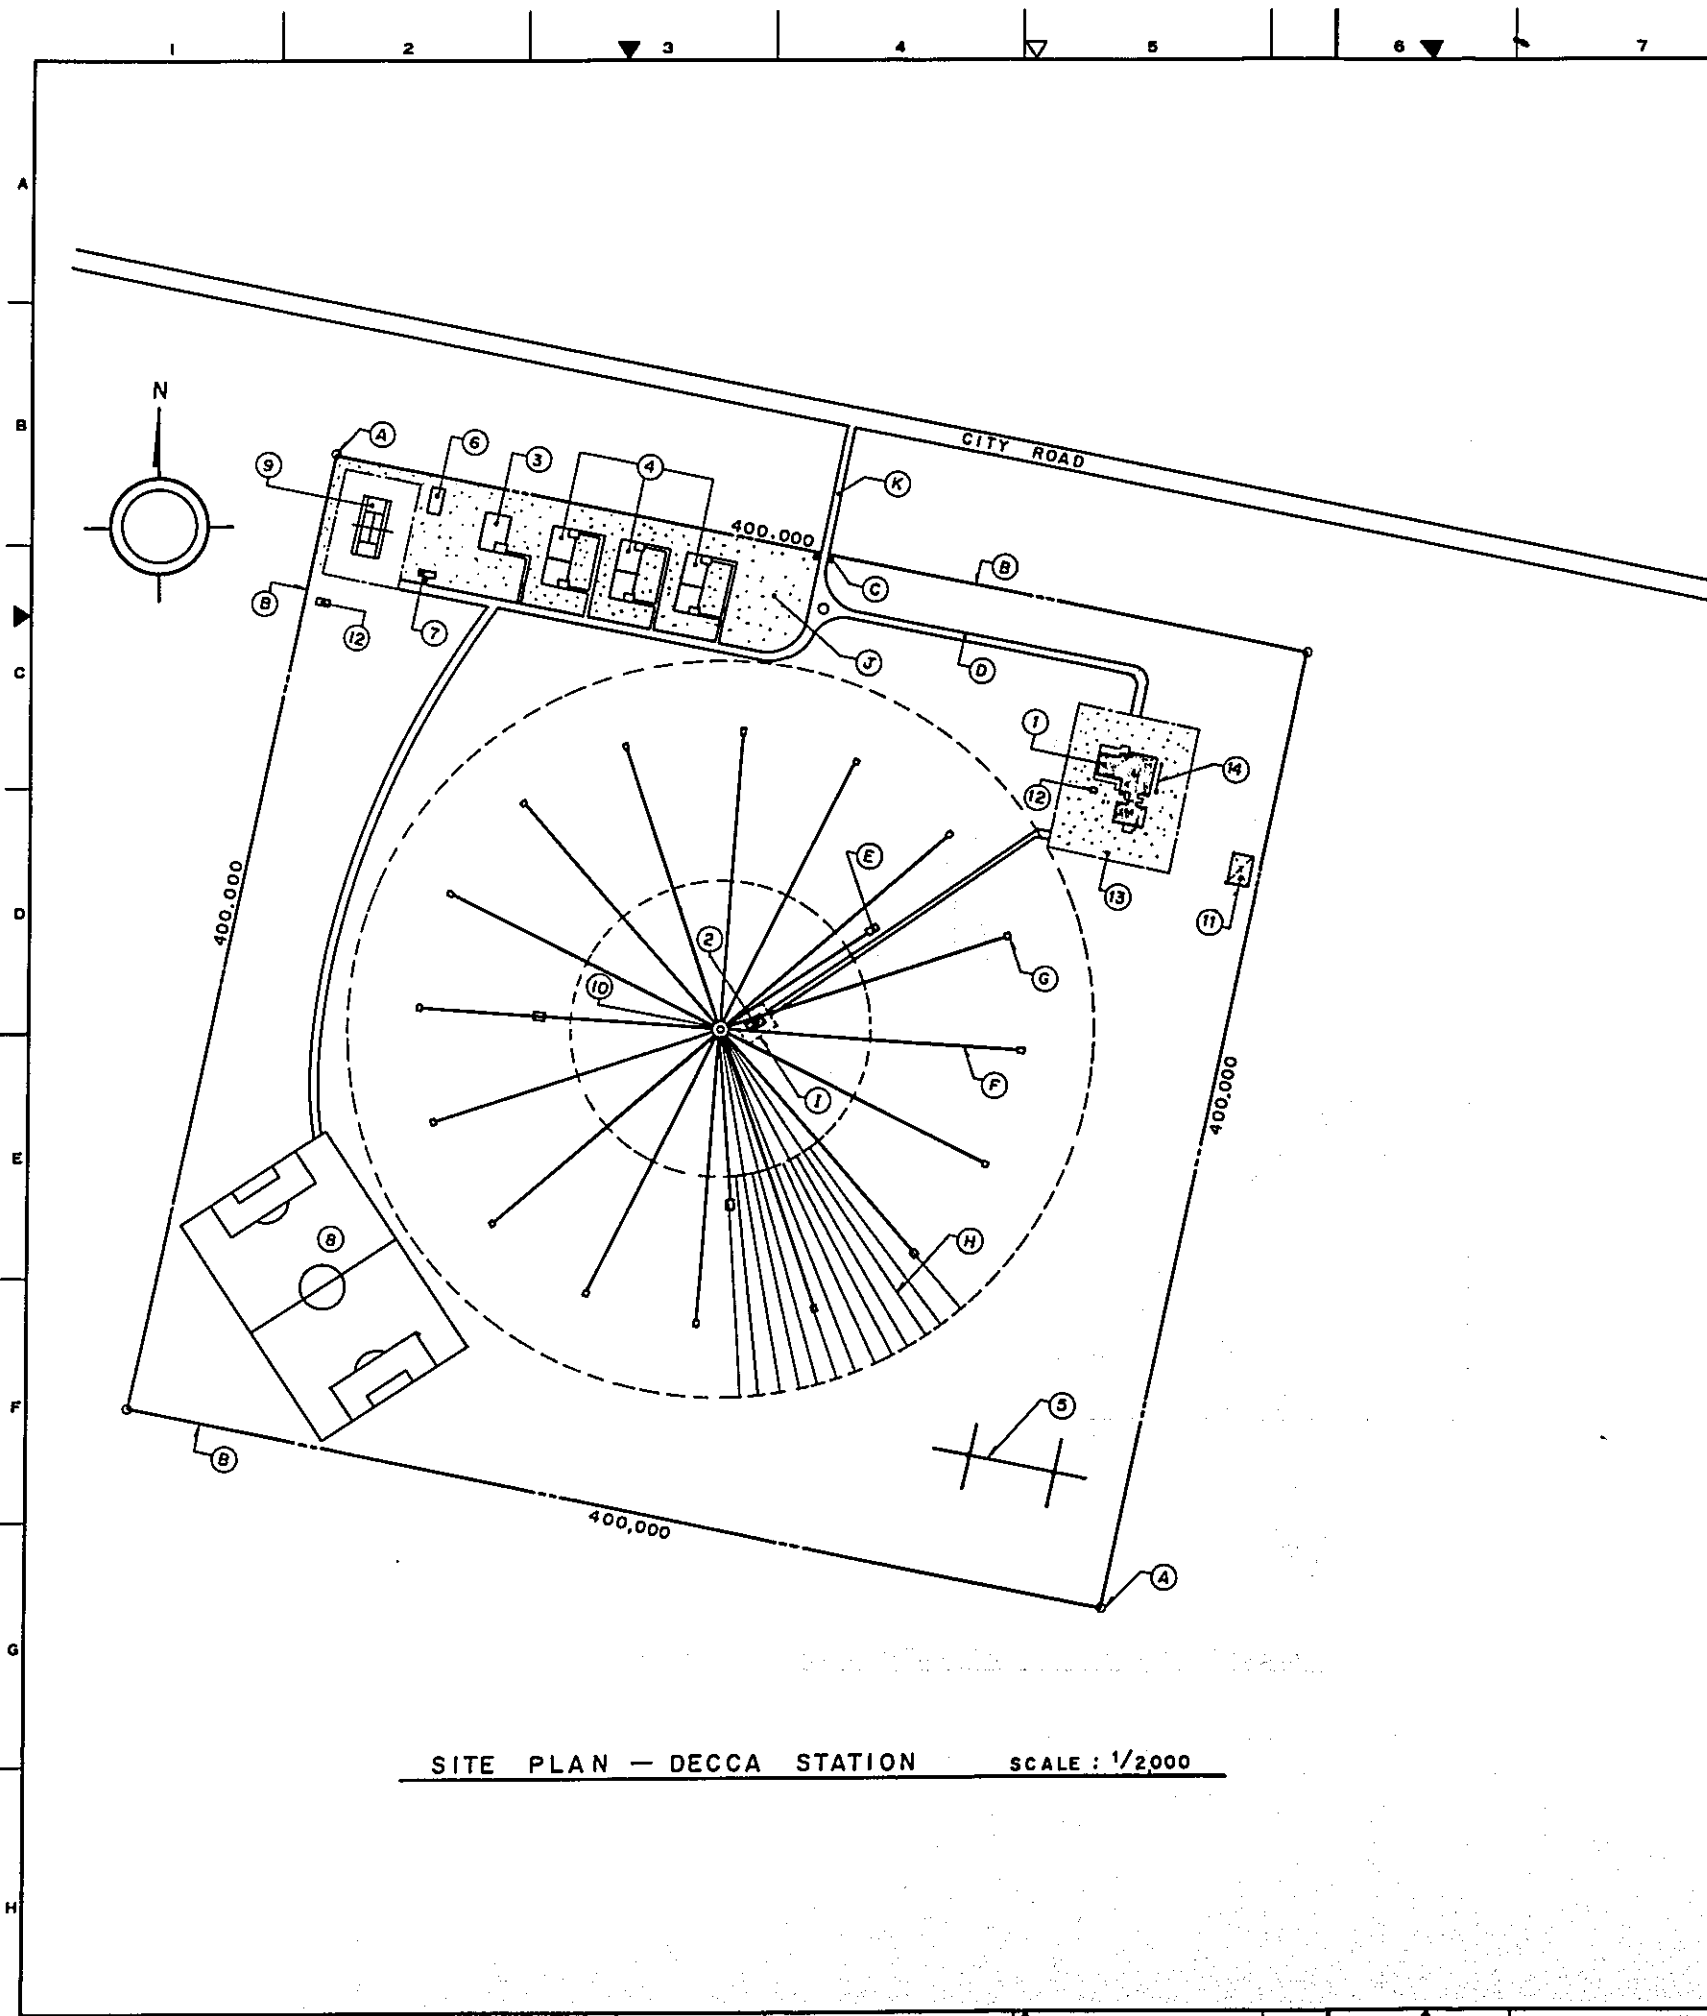 1 2 3 4 5 6 7
A
B
C
D
E
F
G
H
N
CITY ROAD
A
6
3
4
9
K
400.000
B
C
B
12
7
J
D
1
14
12
E
13
11
2
G
10
400.000
F
I
400.000
H
8
5
B
400,000
A
SITE PLAN — DECCA STATION SCALE : 1/2000